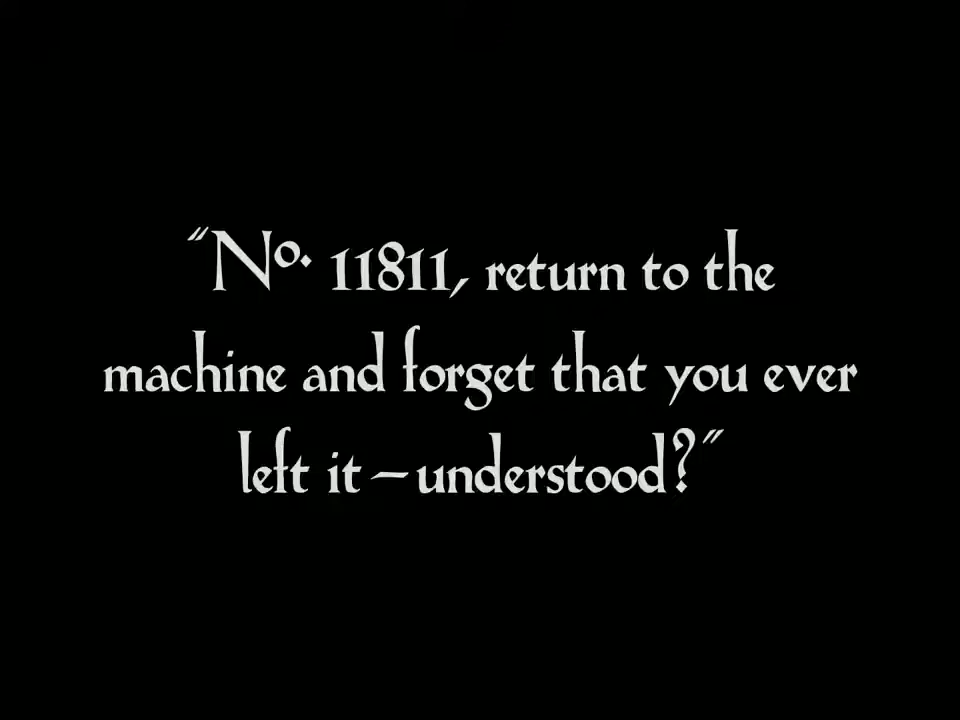 "No. 11811, return to the
machine and forget that you ever
left it—understood?"